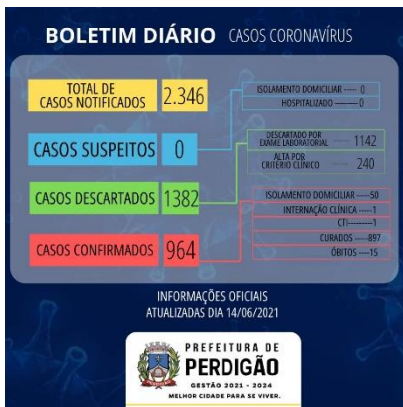 BOLETIM DIÁRIO CASOS CORONAVÍRUS
TOTAL DE
CASOS NOTIFICADOS 2.346
ISOLAMENTO DOMICILIAR ---- 0
HOSPITALIZADO --------0
CASOS SUSPEITOS 0
DESCARTADO POR
EXAME LABORATORIAL ---- 1142
ALTA POR
CRITÉRIO CLÍNICO ---- 240
CASOS DESCARTADOS 1382
ISOLAMENTO DOMICILIAR -----50
INTERNAÇÃO CLÍNICA -----1
CTI---------1
CURADOS -----897
ÓBITOS ----15
CASOS CONFIRMADOS 964
INFORMAÇÕES OFICIAIS
ATUALIZADAS DIA 14/06/2021
PREFEITURA DE
PERDIGÃO
GESTÃO 2021 - 2024
MELHOR CIDADE PARA SE VIVER.